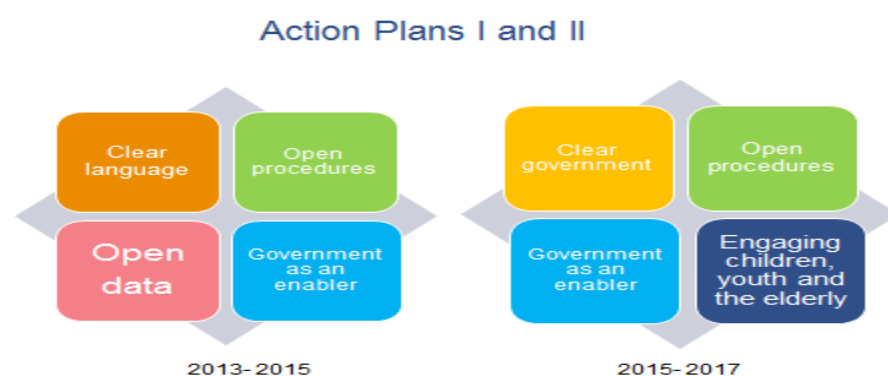 Action Plans I and II
Clear
language
Open
procedures
Open
data
Government
as an
enabler
2013-2015
Clear
government
Open
procedures
Government
as an
enabler
Engaging
children,
youth and
the elderly
2015-2017